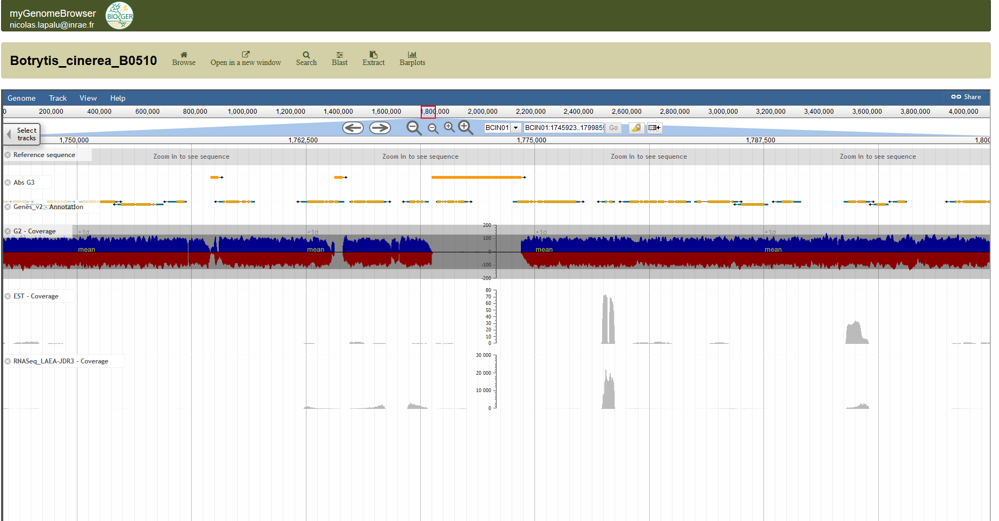 myGenomeBrowser
nicolas.lapalu@inrae.fr
BIOGER
Botrytis_cinerea_B0510
Browse
Open in a new window
Search
Blast
Extract
Barplots
Genome Track View Help
Share
0 200,000 400,000 600,000 800,000 1,000,000 1,200,000 1,400,000 1,600,000 1,800,000 2,000,000 2,200,000 2,400,000 2,600,000 2,800,000 3,000,000 3,200,000 3,400,000 3,600,000 3,800,000 4,000,000
Select
tracks
BCIN01
BCIN01:1745923..179985
Go
1,750,000 1,762,500 1,775,000 1,787,500 1,800
Reference sequence
Zoom in to see sequence Zoom in to see sequence Zoom in to see sequence Zoom in to see sequence
Abs G3
Genes_v2 - Annotation
G2 - Coverage
+1σ +1σ +1σ +1σ
mean mean mean mean
200
100
0
-100
-200
EST - Coverage
80
70
60
50
40
30
20
10
0
RNASeq_LAEA-JDR3 - Coverage
30 000
20 000
10 000
0